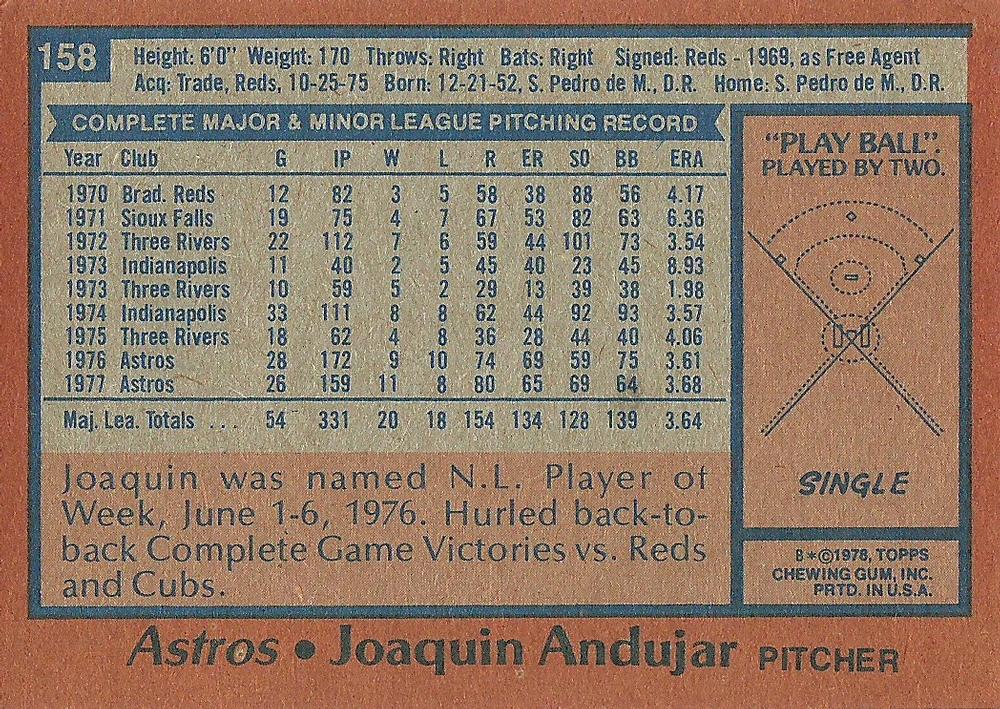 158
Height: 6'0" Weight: 170 Throws: Right Bats: Right Signed: Reds - 1969, as Free Agent
Acq: Trade, Reds, 10-25-75 Born: 12-21-52, S. Pedro de M., D.R. Home: S. Pedro de M., D.R.
COMPLETE MAJOR & MINOR LEAGUE PITCHING RECORD
Year Club G IP W L R ER SO BB ERA
1970 Brad. Reds 12 82 3 5 58 38 88 56 4.17
1971 Sioux Falls 19 75 4 7 67 53 82 63 6.36
1972 Three Rivers 22 112 7 6 59 44 101 73 3.54
1973 Indianapolis 11 40 2 5 45 40 23 45 8.93
1973 Three Rivers 10 59 5 2 29 13 39 38 1.98
1974 Indianapolis 33 111 8 8 62 44 92 93 3.57
1975 Three Rivers 18 62 4 8 36 28 44 40 4.06
1976 Astros 28 172 9 10 74 69 59 75 3.61
1977 Astros 26 159 11 8 80 65 69 64 3.68
Maj. Lea. Totals ... 54 331 20 18 154 134 128 139 3.64
Joaquin was named N.L. Player of
Week, June 1-6, 1976. Hurled back-to-
back Complete Game Victories vs. Reds
and Cubs.
"PLAY BALL".
PLAYED BY TWO.
SINGLE
B*©1978, TOPPS
CHEWING GUM, INC.
PRTD. IN U.S.A.
Astros • Joaquin Andujar PITCHER